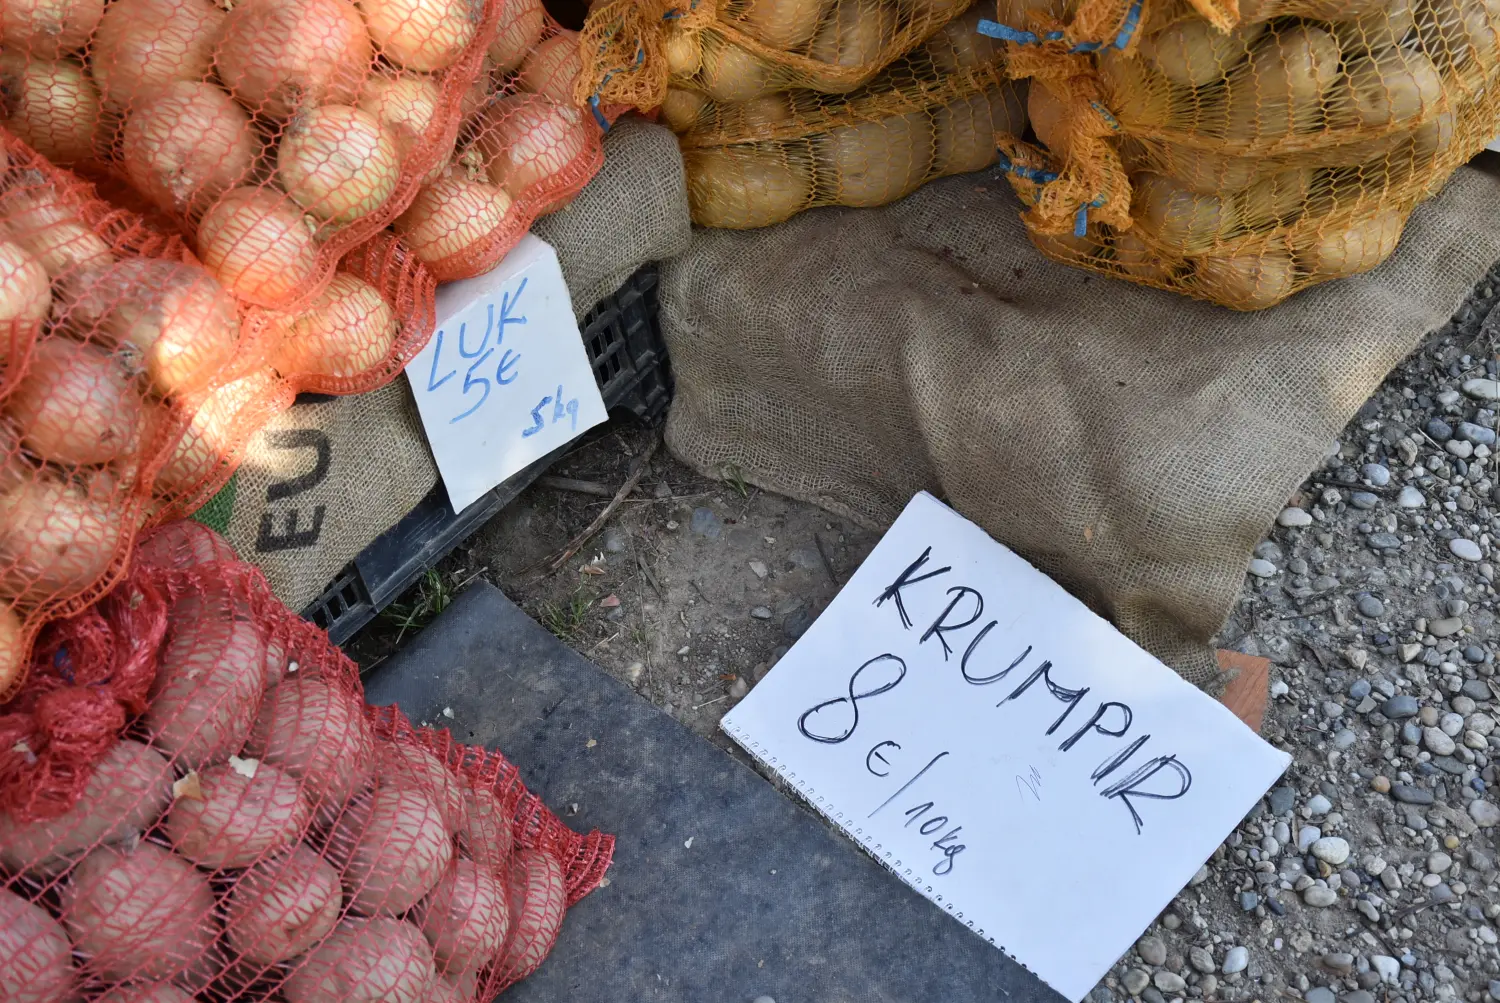 LUK
5€
5kg
EU
KRUMPIR
8€/10kg